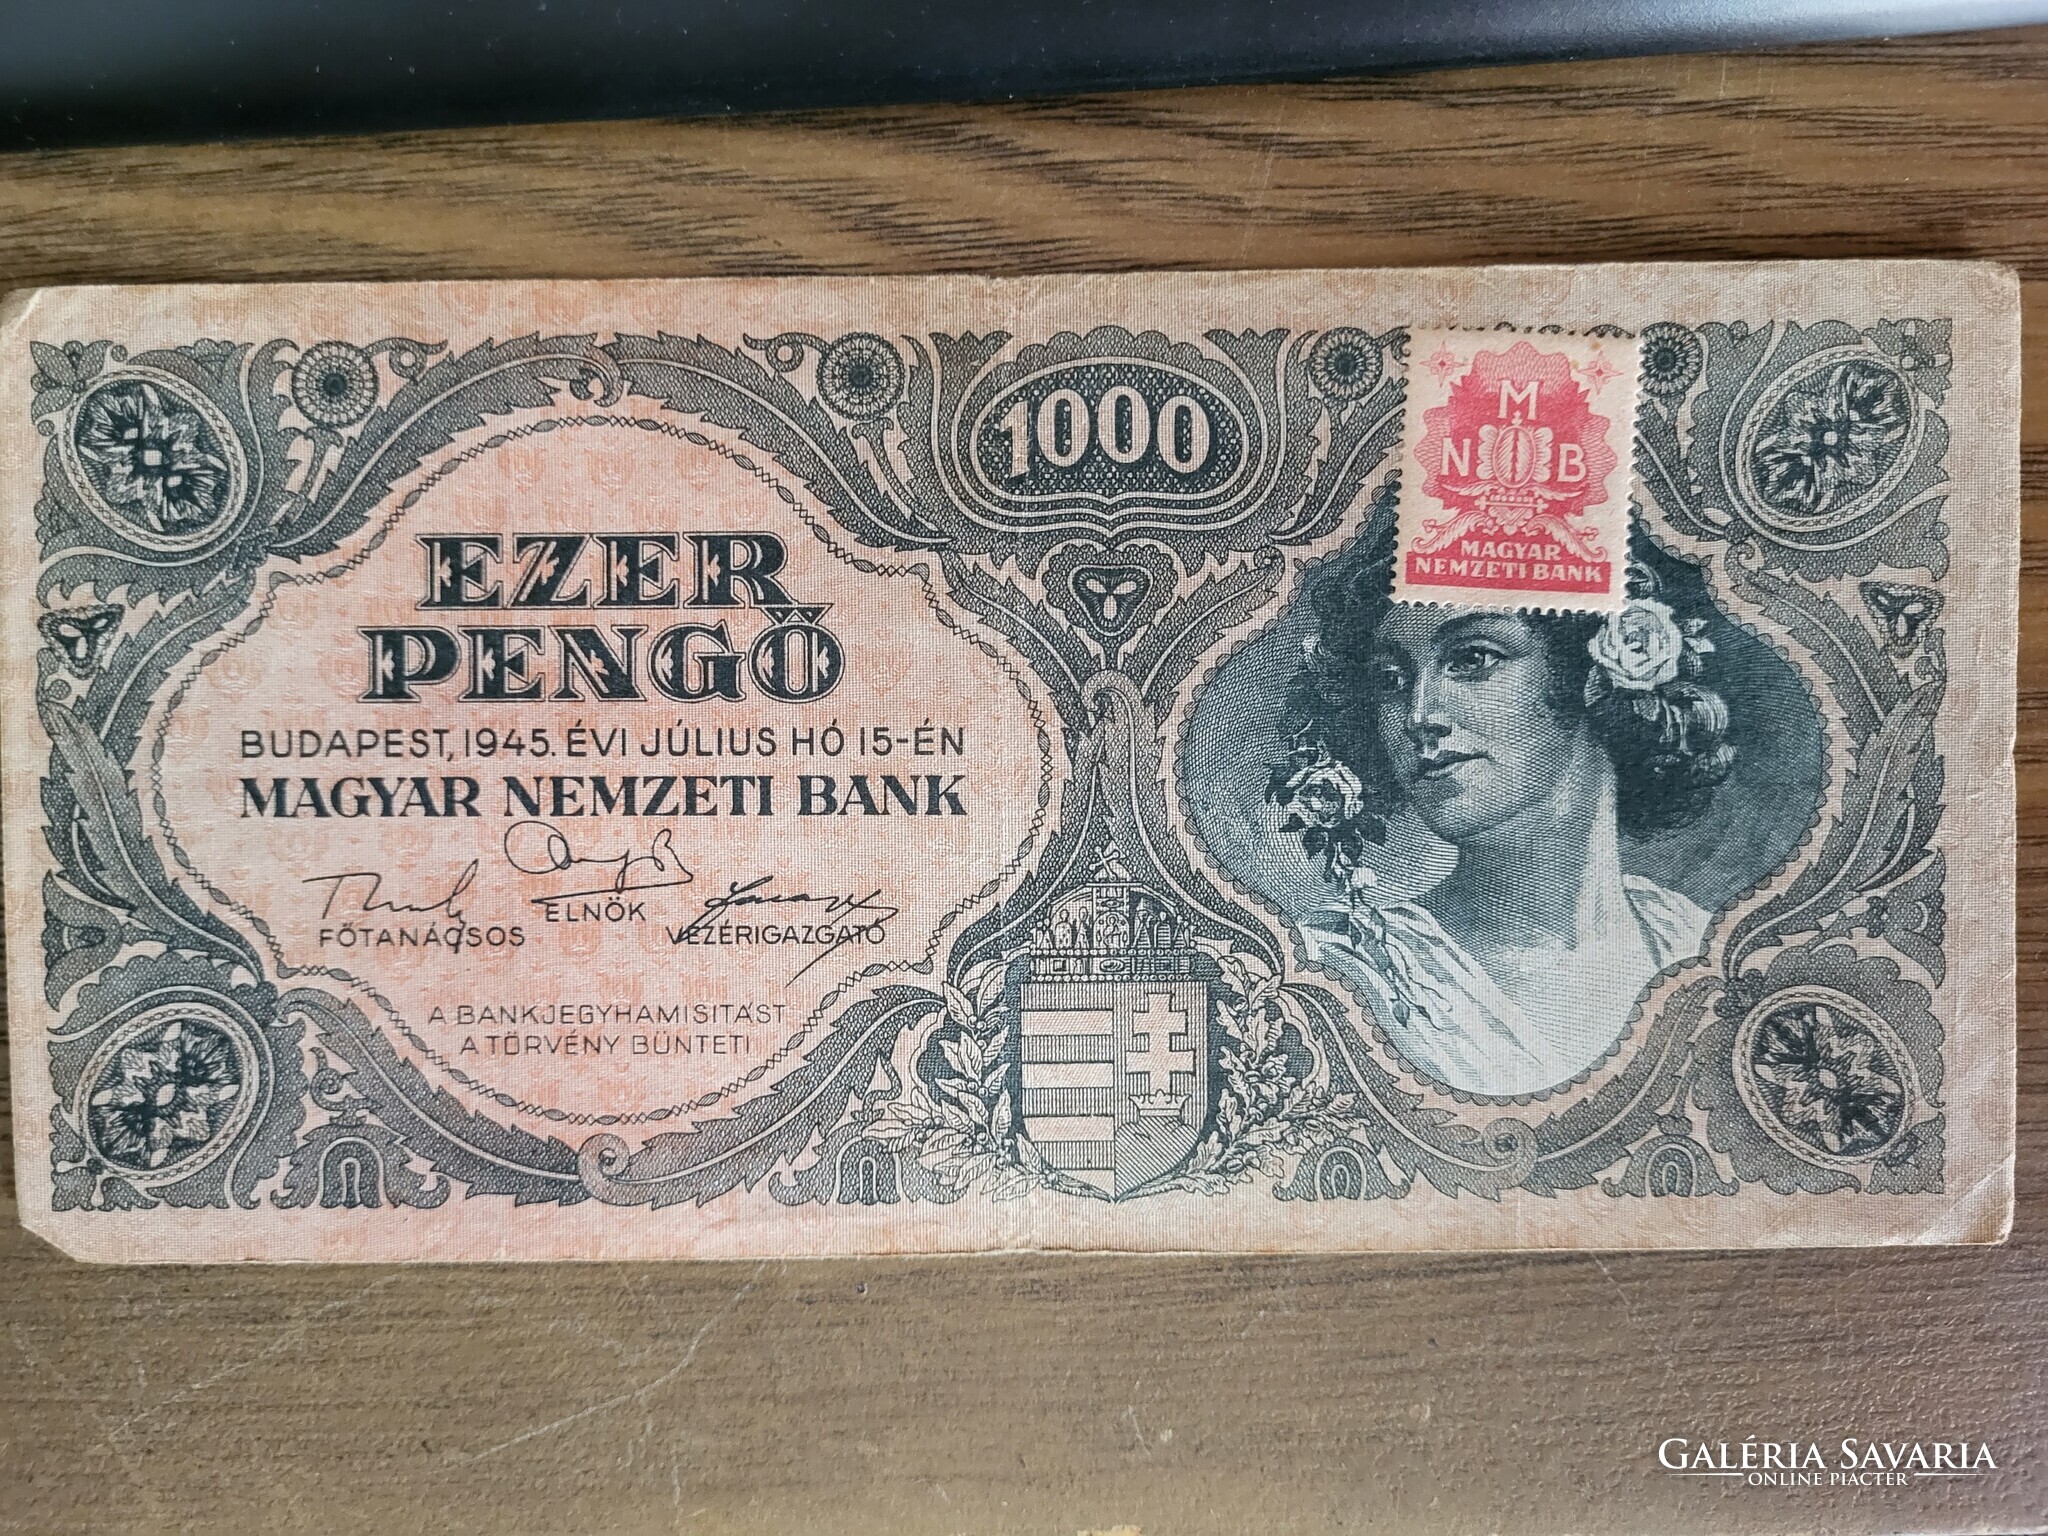 1000
M
N B
MAGYAR
NEMZETI BANK
EZER
PENGŐ
BUDAPEST, 1945. ÉVI JÚLIUS HÓ 15-ÉN
MAGYAR NEMZETI BANK
ELNÖK
FŐTANÁCSOS
VEZÉRIGAZGATÓ
A BANKJEGYHAMISITÁST
A TÖRVÉNY BÜNTETI
GALÉRIA SAVARIA
ONLINE PIACTÉR